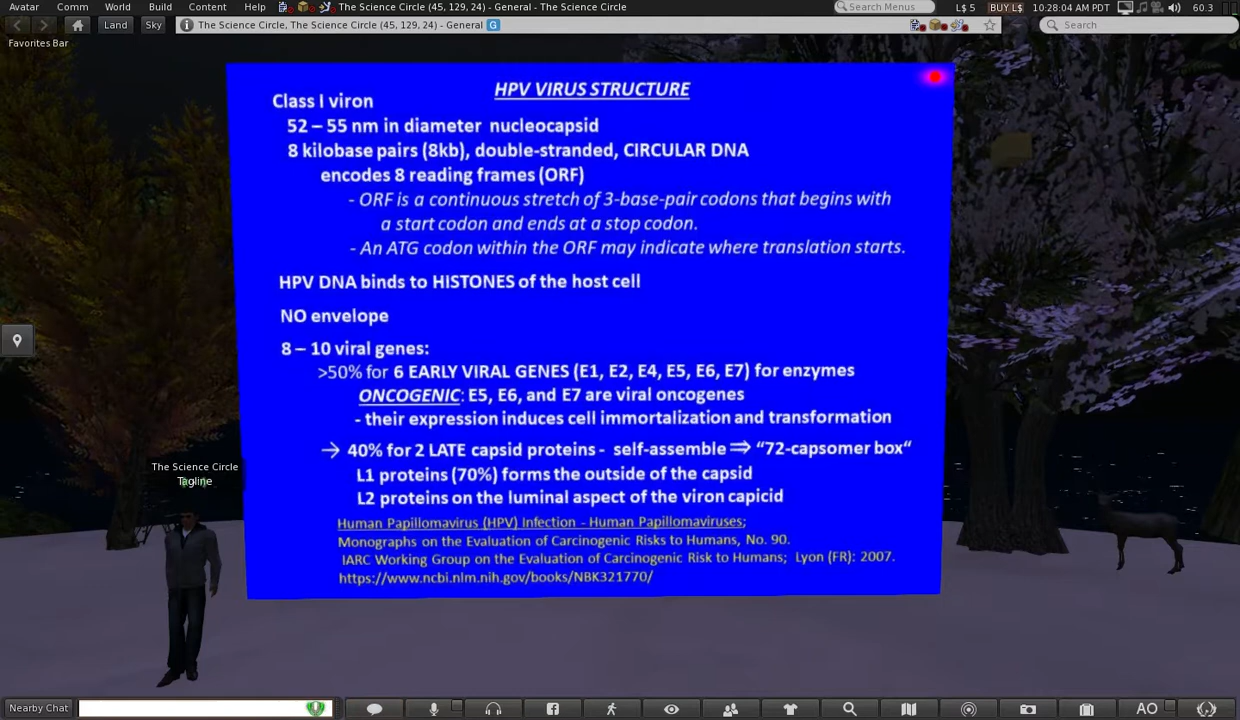 Avatar Comm World Build Content Help The Science Circle, The Science Circle (45, 129, 24) - General - The Science Circle Search Menus L$ 5 BUY L$ 10:28:04 AM PDT 60.3
Land Sky The Science Circle, The Science Circle (45, 129, 24) - General G Search
Favorites Bar
HPV VIRUS STRUCTURE
Class I viron
52 – 55 nm in diameter nucleocapsid
8 kilobase pairs (8kb), double-stranded, CIRCULAR DNA
encodes 8 reading frames (ORF)
- ORF is a continuous stretch of 3-base-pair codons that begins with
a start codon and ends at a stop codon.
- An ATG codon within the ORF may indicate where translation starts.
HPV DNA binds to HISTONES of the host cell
NO envelope
8 – 10 viral genes:
>50% for 6 EARLY VIRAL GENES (E1, E2, E4, E5, E6, E7) for enzymes
ONCOGENIC: E5, E6, and E7 are viral oncogenes
- their expression induces cell immortalization and transformation
→ 40% for 2 LATE capsid proteins - self-assemble ⇒ “72-capsomer box“
L1 proteins (70%) forms the outside of the capsid
L2 proteins on the luminal aspect of the viron capicid
Human Papillomavirus (HPV) Infection - Human Papillomaviruses;
Monographs on the Evaluation of Carcinogenic Risks to Humans, No. 90.
IARC Working Group on the Evaluation of Carcinogenic Risk to Humans; Lyon (FR): 2007.
https://www.ncbi.nlm.nih.gov/books/NBK321770/
The Science Circle
Tagline
Nearby Chat
AO